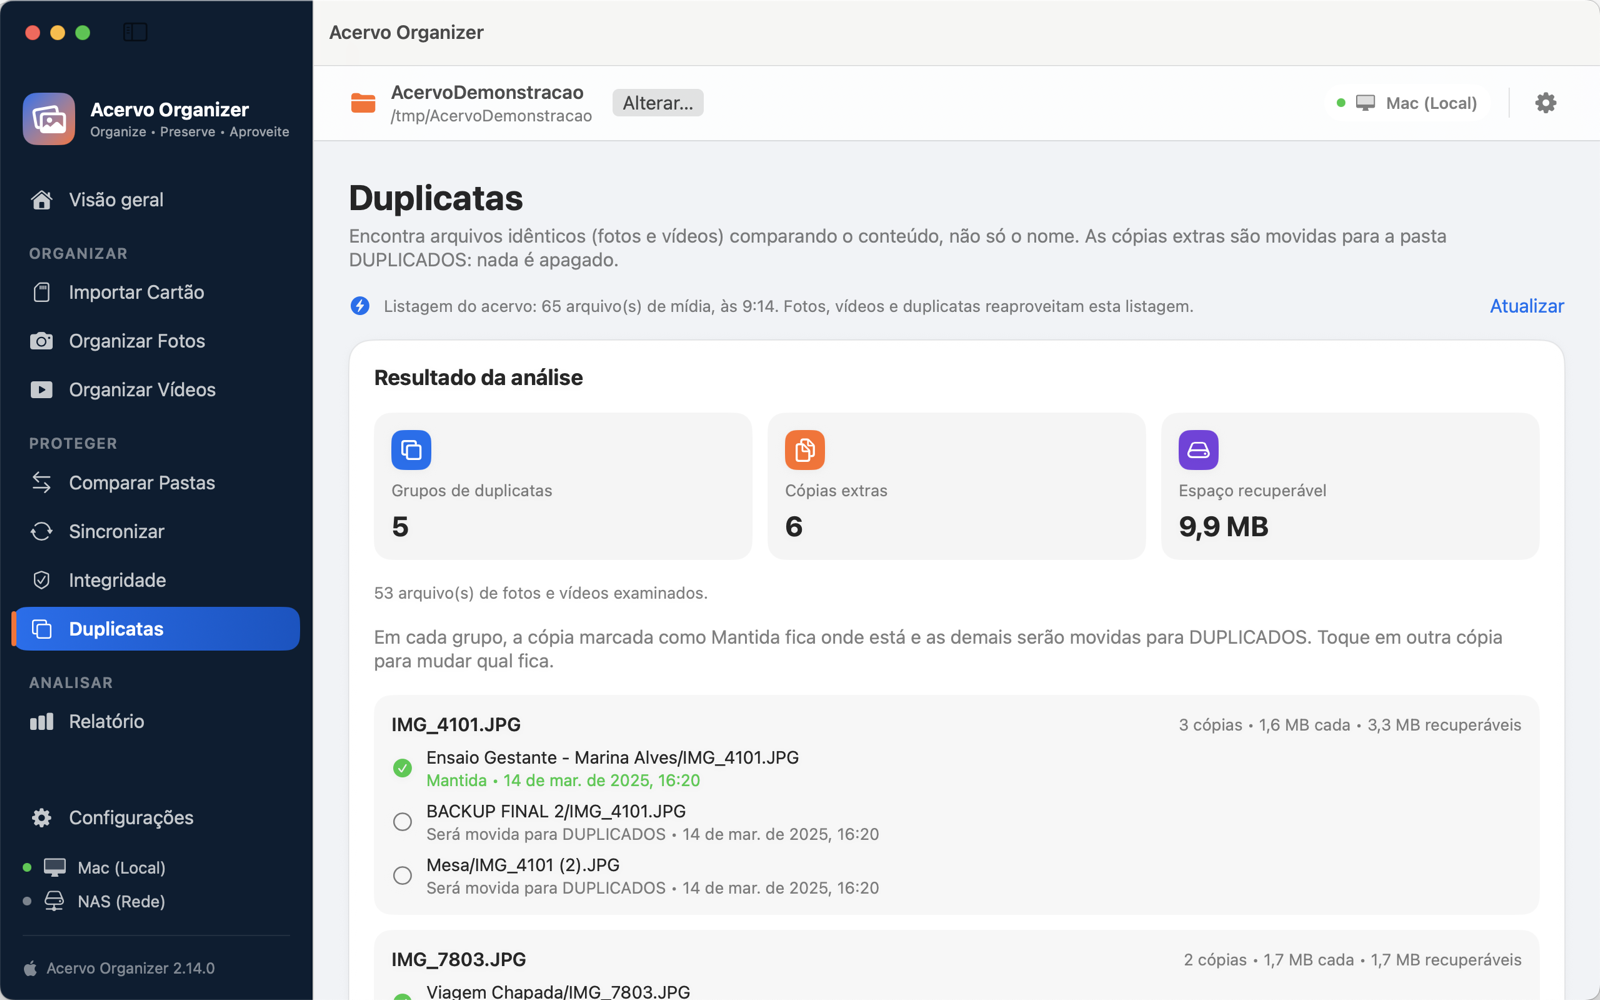 Acervo Organizer
Acervo Organizer
Organize • Preserve • Aproveite
Visão geral
ORGANIZAR
Importar Cartão
Organizar Fotos
Organizar Vídeos
PROTEGER
Comparar Pastas
Sincronizar
Integridade
Duplicatas
ANALISAR
Relatório
Configurações
Mac (Local)
NAS (Rede)
Acervo Organizer 2.14.0
AcervoDemonstracao
/tmp/AcervoDemonstracao
Alterar...
Mac (Local)
Duplicatas
Encontra arquivos idênticos (fotos e vídeos) comparando o conteúdo, não só o nome. As cópias extras são movidas para a pasta
DUPLICADOS: nada é apagado.
Listagem do acervo: 65 arquivo(s) de mídia, às 9:14. Fotos, vídeos e duplicatas reaproveitam esta listagem.
Atualizar
Resultado da análise
Grupos de duplicatas
5
Cópias extras
6
Espaço recuperável
9,9 MB
53 arquivo(s) de fotos e vídeos examinados.
Em cada grupo, a cópia marcada como Mantida fica onde está e as demais serão movidas para DUPLICADOS. Toque em outra cópia
para mudar qual fica.
IMG_4101.JPG
3 cópias • 1,6 MB cada • 3,3 MB recuperáveis
Ensaio Gestante - Marina Alves/IMG_4101.JPG
Mantida • 14 de mar. de 2025, 16:20
BACKUP FINAL 2/IMG_4101.JPG
Será movida para DUPLICADOS • 14 de mar. de 2025, 16:20
Mesa/IMG_4101 (2).JPG
Será movida para DUPLICADOS • 14 de mar. de 2025, 16:20
IMG_7803.JPG
2 cópias • 1,7 MB cada • 1,7 MB recuperáveis
Viagem Chapada/IMG_7803.JPG